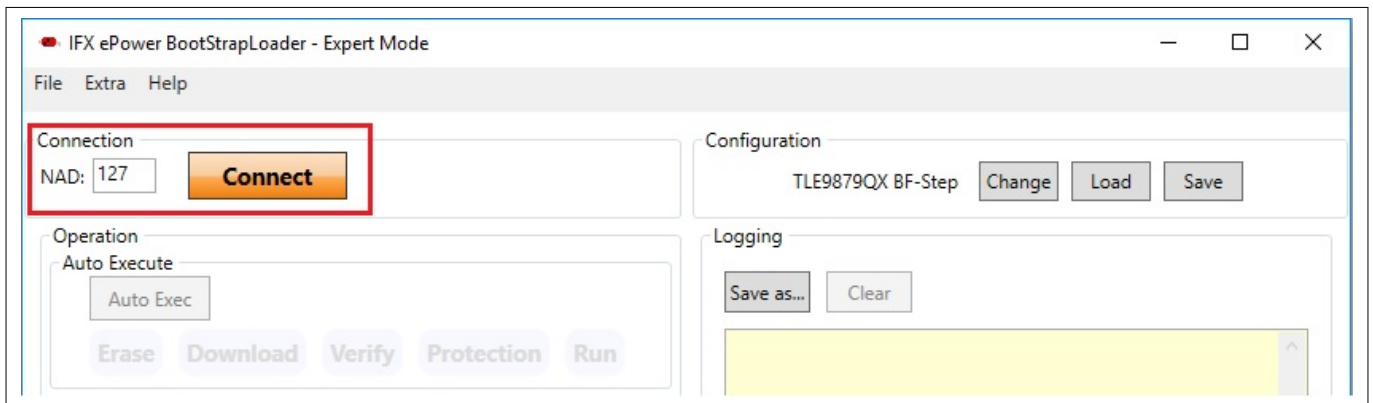 IFX ePower BootStrapLoader - Expert Mode
File Extra Help
Connection
NAD: 127 Connect
Configuration
TLE9879QX BF-Step Change Load Save
Operation
Auto Execute
Auto Exec
Erase Download Verify Protection Run
Logging
Save as... Clear